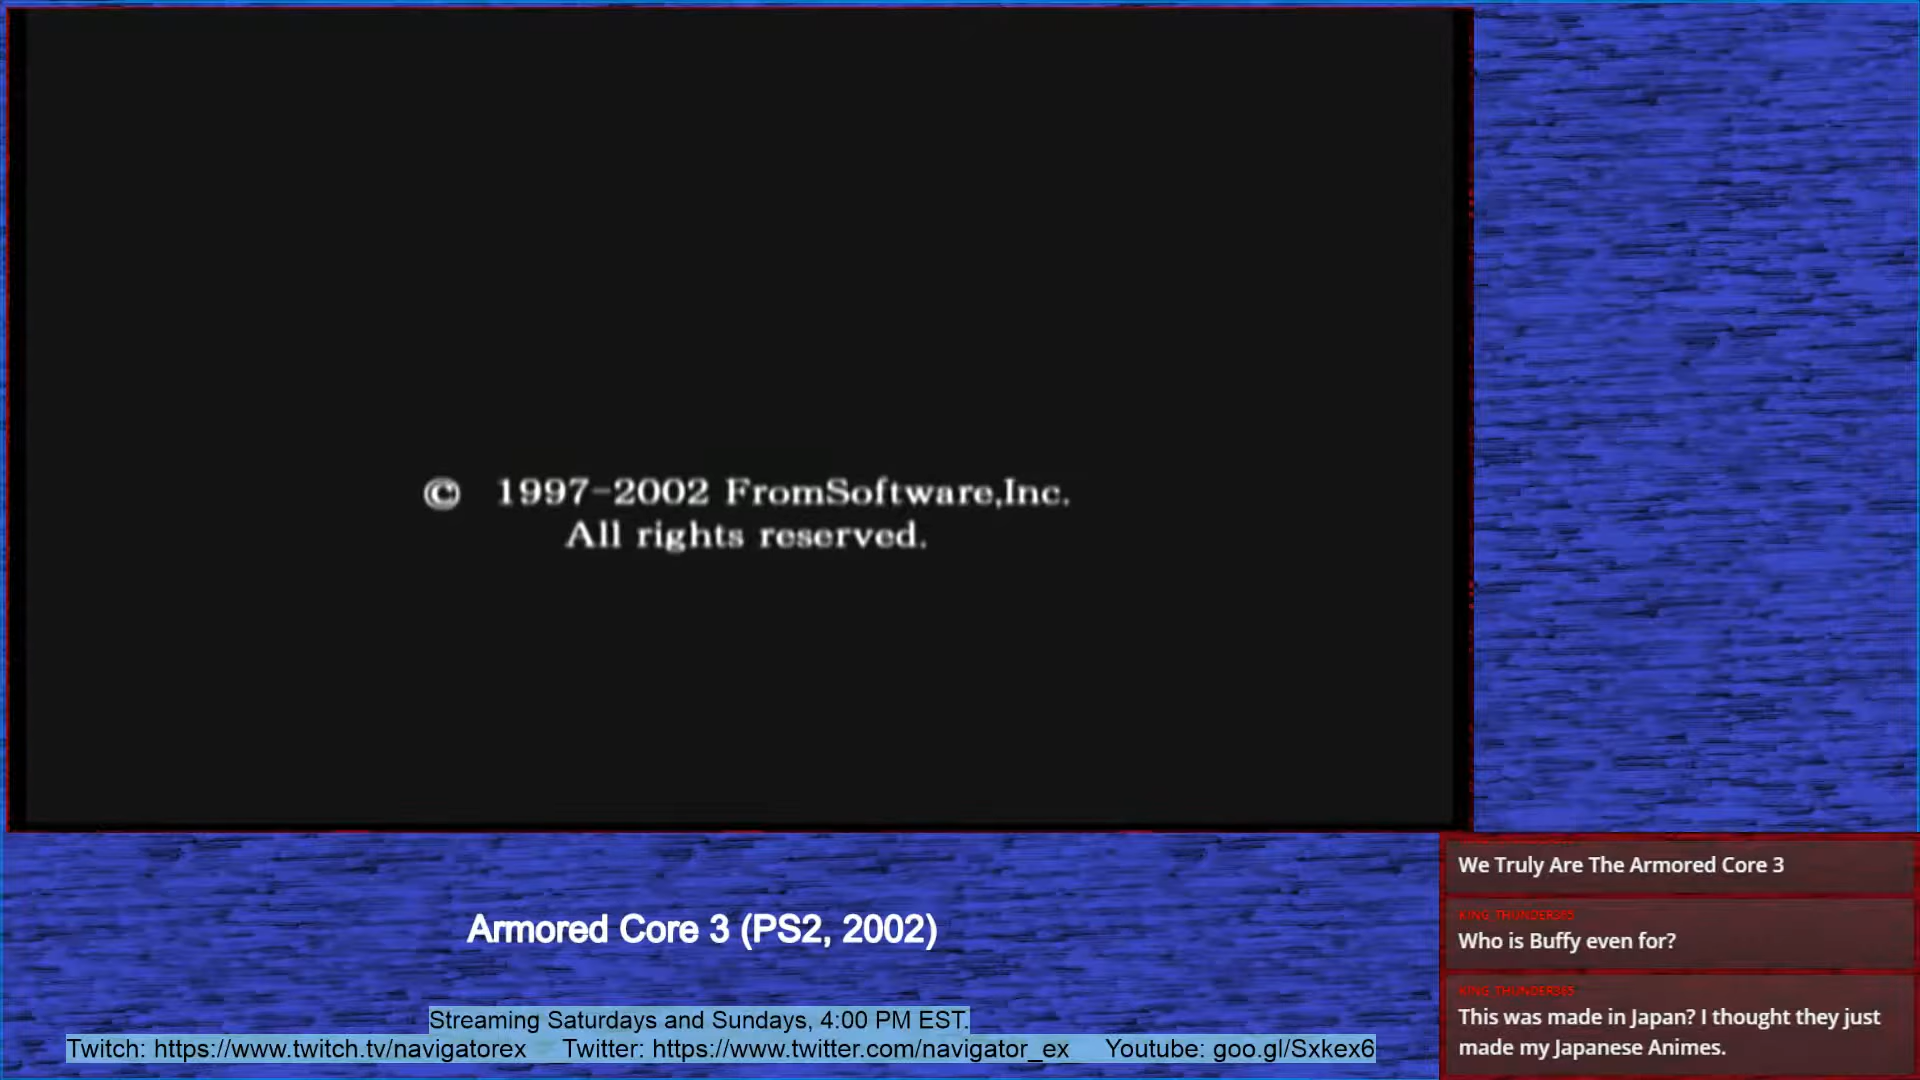 © 1997-2002 FromSoftware,Inc.
All rights reserved.
Armored Core 3 (PS2, 2002)
Streaming Saturdays and Sundays, 4:00 PM EST.
Twitch: https://www.twitch.tv/navigatorex Twitter: https://www.twitter.com/navigator_ex Youtube: goo.gl/Sxkex6
We Truly Are The Armored Core 3
KING_THUNDER365
Who is Buffy even for?
KING_THUNDER365
This was made in Japan? I thought they just
made my Japanese Animes.